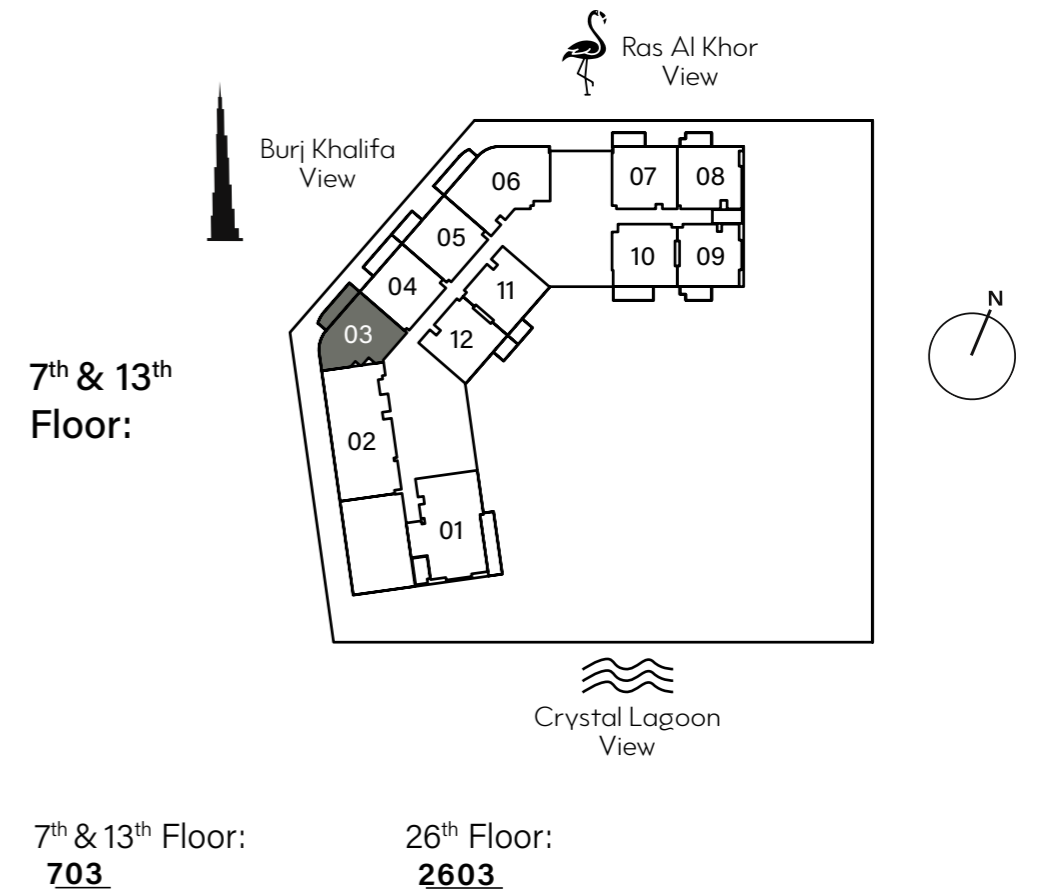 Ras Al Khor
View
Burj Khalifa
View
06
07
08
05
10
09
04
11
N
03
12
7th & 13th
Floor:
02
01
Crystal Lagoon
View
7th & 13th Floor:
703
26th Floor:
2603